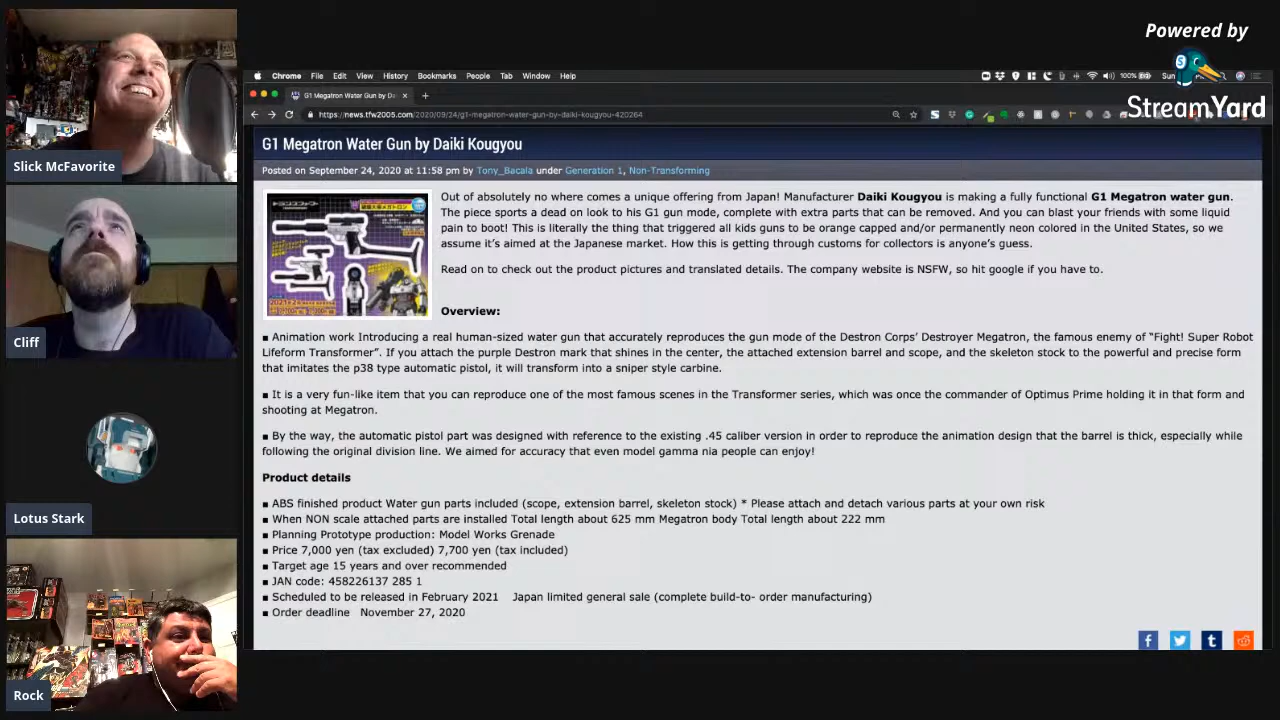 Powered by
StreamYard
Slick McFavorite
Cliff
Lotus Stark
Rock
Chrome File Edit View History Bookmarks People Tab Window Help
100%
Sun
G1 Megatron Water Gun by Da
https://news.tfw2005.com/2020/09/24/g1-megatron-water-gun-by-daiki-kougyou-420264
G1 Megatron Water Gun by Daiki Kougyou
Posted on September 24, 2020 at 11:58 pm by Tony_Bacala under Generation 1, Non-Transforming
Out of absolutely no where comes a unique offering from Japan! Manufacturer Daiki Kougyou is making a fully functional G1 Megatron water gun.
The piece sports a dead on look to his G1 gun mode, complete with extra parts that can be removed. And you can blast your friends with some liquid
pain to boot! This is literally the thing that triggered all kids guns to be orange capped and/or permanently neon colored in the United States, so we
assume it's aimed at the Japanese market. How this is getting through customs for collectors is anyone's guess.
Read on to check out the product pictures and translated details. The company website is NSFW, so hit google if you have to.
Overview:
■ Animation work Introducing a real human-sized water gun that accurately reproduces the gun mode of the Destron Corps' Destroyer Megatron, the famous enemy of "Fight! Super Robot
Lifeform Transformer". If you attach the purple Destron mark that shines in the center, the attached extension barrel and scope, and the skeleton stock to the powerful and precise form
that imitates the p38 type automatic pistol, it will transform into a sniper style carbine.
■ It is a very fun-like item that you can reproduce one of the most famous scenes in the Transformer series, which was once the commander of Optimus Prime holding it in that form and
shooting at Megatron.
■ By the way, the automatic pistol part was designed with reference to the existing .45 caliber version in order to reproduce the animation design that the barrel is thick, especially while
following the original division line. We aimed for accuracy that even model gamma nia people can enjoy!
Product details
■ ABS finished product Water gun parts included (scope, extension barrel, skeleton stock) * Please attach and detach various parts at your own risk
■ When NON scale attached parts are installed Total length about 625 mm Megatron body Total length about 222 mm
■ Planning Prototype production: Model Works Grenade
■ Price 7,000 yen (tax excluded) 7,700 yen (tax included)
■ Target age 15 years and over recommended
■ JAN code: 458226137 285 1
■ Scheduled to be released in February 2021 Japan limited general sale (complete build-to- order manufacturing)
■ Order deadline November 27, 2020